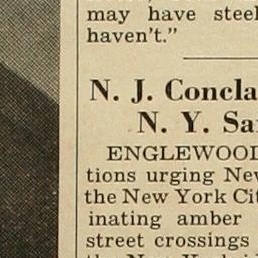 may have steel
haven't."
N. J. Concla
N. Y. Sa
ENGLEWOOD
tions urging New
the New York Cit
inating amber
street crossings